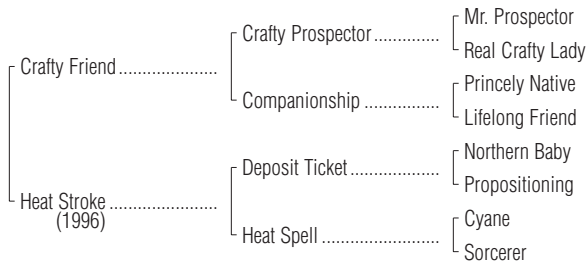 Mr. Prospector
Crafty Prospector ..............
Real Crafty Lady
Crafty Friend .....................
Princely Native
Companionship ................
Lifelong Friend
Northern Baby
Deposit Ticket ...................
Propositioning
Heat Stroke .......................
(1996)
Cyane
Heat Spell .........................
Sorcerer